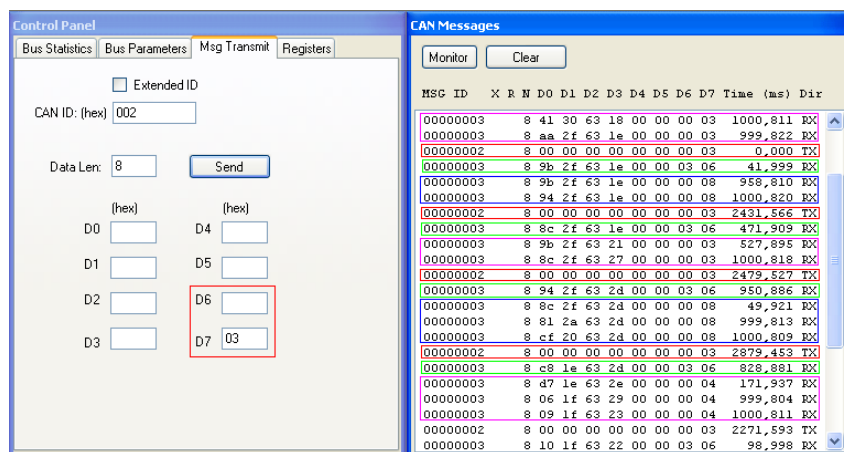 Control Panel
Bus Statistics Bus Parameters Msg Transmit Registers
Extended ID
CAN ID: (hex) 002
Data Len: 8 Send
(hex) (hex)
D0 D4
D1 D5
D2 D6
D3 D7 03
CAN Messages
Monitor Clear
MSG ID X R N D0 D1 D2 D3 D4 D5 D6 D7 Time (ms) Dir
00000003 8 41 30 63 18 00 00 00 03 1000,811 RX
00000003 8 aa 2f 63 1e 00 00 00 03 999,822 RX
00000002 8 00 00 00 00 00 00 00 03 0,000 TX
00000003 8 9b 2f 63 1e 00 00 03 06 41,999 RX
00000003 8 9b 2f 63 1e 00 00 00 08 958,810 RX
00000003 8 94 2f 63 1e 00 00 00 08 1000,820 RX
00000002 8 00 00 00 00 00 00 00 03 2431,566 TX
00000003 8 8c 2f 63 1e 00 00 03 06 471,909 RX
00000003 8 9b 2f 63 21 00 00 00 03 527,895 RX
00000003 8 8c 2f 63 27 00 00 00 03 1000,818 RX
00000002 8 00 00 00 00 00 00 00 03 2479,527 TX
00000003 8 94 2f 63 2d 00 00 03 06 950,886 RX
00000003 8 8c 2f 63 2d 00 00 00 08 49,921 RX
00000003 8 81 2a 63 2d 00 00 00 08 999,813 RX
00000003 8 cf 20 63 2d 00 00 00 08 1000,809 RX
00000002 8 00 00 00 00 00 00 00 03 2879,453 TX
00000003 8 c8 1e 63 2d 00 00 03 06 828,881 RX
00000003 8 d7 1e 63 2e 00 00 00 04 171,937 RX
00000003 8 06 1f 63 29 00 00 00 04 999,804 RX
00000003 8 09 1f 63 23 00 00 00 04 1000,811 RX
00000002 8 00 00 00 00 00 00 00 03 2271,593 TX
00000003 8 10 1f 63 22 00 00 03 06 98,998 RX